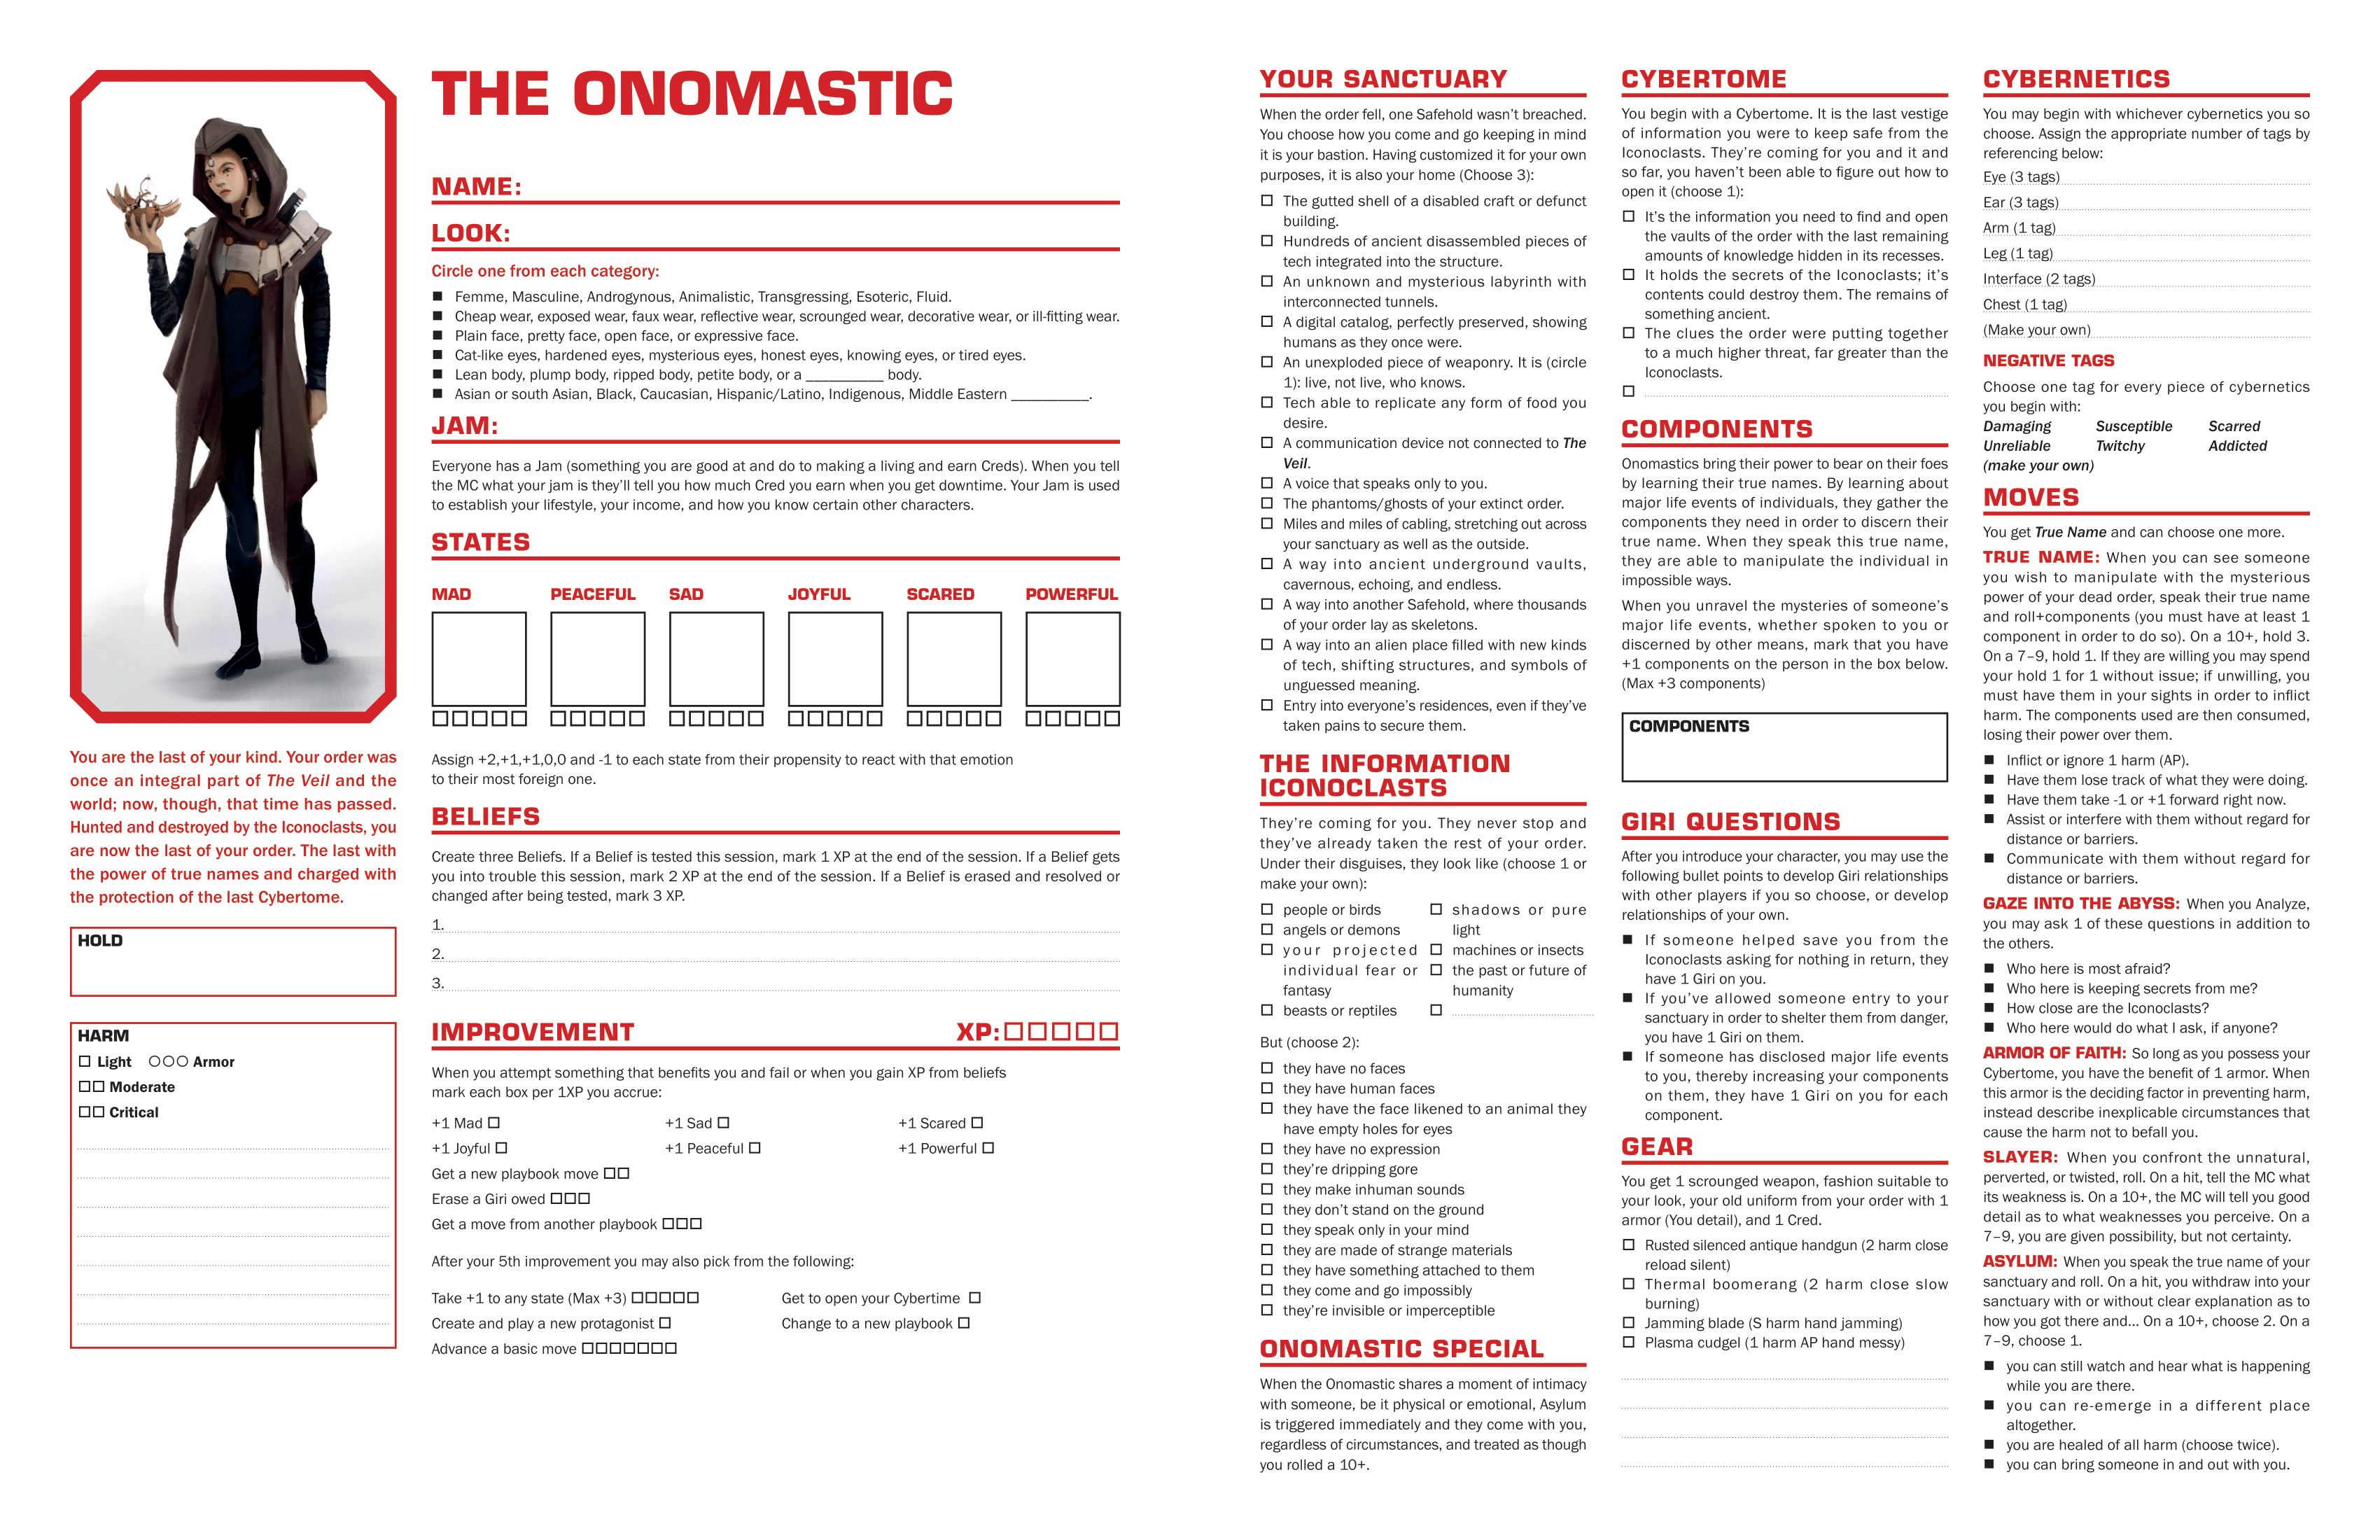 THE ONOMASTIC
NAME:
LOOK:
Circle one from each category:
■ Femme, Masculine, Androgynous, Animalistic, Transgressing, Esoteric, Fluid.
■ Cheap wear, exposed wear, faux wear, reflective wear, scrounged wear, decorative wear, or ill-fitting wear.
■ Plain face, pretty face, open face, or expressive face.
■ Cat-like eyes, hardened eyes, mysterious eyes, honest eyes, knowing eyes, or tired eyes.
■ Lean body, plump body, ripped body, petite body, or a __________ body.
■ Asian or south Asian, Black, Caucasian, Hispanic/Latino, Indigenous, Middle Eastern __________.
JAM:
Everyone has a Jam (something you are good at and do to making a living and earn Creds). When you tell
the MC what your jam is they'll tell you how much Cred you earn when you get downtime. Your Jam is used
to establish your lifestyle, your income, and how you know certain other characters.
STATES
MAD PEACEFUL SAD JOYFUL SCARED POWERFUL
Assign +2,+1,+1,0,0 and -1 to each state from their propensity to react with that emotion
to their most foreign one.
BELIEFS
Create three Beliefs. If a Belief is tested this session, mark 1 XP at the end of the session. If a Belief gets
you into trouble this session, mark 2 XP at the end of the session. If a Belief is erased and resolved or
changed after being tested, mark 3 XP.
1.
2.
3.
IMPROVEMENT XP: □□□□□
When you attempt something that benefits you and fail or when you gain XP from beliefs
mark each box per 1XP you accrue:
+1 Mad □ +1 Sad □ +1 Scared □
+1 Joyful □ +1 Peaceful □ +1 Powerful □
Get a new playbook move □□
Erase a Giri owed □□□
Get a move from another playbook □□□
After your 5th improvement you may also pick from the following:
Take +1 to any state (Max +3) □□□□□ Get to open your Cybertime □
Create and play a new protagonist □ Change to a new playbook □
Advance a basic move □□□□□□□
You are the last of your kind. Your order was
once an integral part of The Veil and the
world; now, though, that time has passed.
Hunted and destroyed by the Iconoclasts, you
are now the last of your order. The last with
the power of true names and charged with
the protection of the last Cybertome.
HOLD
HARM
□ Light ○○○ Armor
□□ Moderate
□□ Critical
YOUR SANCTUARY
When the order fell, one Safehold wasn't breached.
You choose how you come and go keeping in mind
it is your bastion. Having customized it for your own
purposes, it is also your home (Choose 3):
□ The gutted shell of a disabled craft or defunct
building.
□ Hundreds of ancient disassembled pieces of
tech integrated into the structure.
□ An unknown and mysterious labyrinth with
interconnected tunnels.
□ A digital catalog, perfectly preserved, showing
humans as they once were.
□ An unexploded piece of weaponry. It is (circle
1): live, not live, who knows.
□ Tech able to replicate any form of food you
desire.
□ A communication device not connected to The
Veil.
□ A voice that speaks only to you.
□ The phantoms/ghosts of your extinct order.
□ Miles and miles of cabling, stretching out across
your sanctuary as well as the outside.
□ A way into ancient underground vaults,
cavernous, echoing, and endless.
□ A way into another Safehold, where thousands
of your order lay as skeletons.
□ A way into an alien place filled with new kinds
of tech, shifting structures, and symbols of
unguessed meaning.
□ Entry into everyone's residences, even if they've
taken pains to secure them.
THE INFORMATION
ICONOCLASTS
They're coming for you. They never stop and
they've already taken the rest of your order.
Under their disguises, they look like (choose 1 or
make your own):
□ people or birds
□ angels or demons
□ your projected
individual fear or
fantasy
□ beasts or reptiles
□ shadows or pure
light
□ machines or insects
□ the past or future of
humanity
□
But (choose 2):
□ they have no faces
□ they have human faces
□ they have the face likened to an animal they
have empty holes for eyes
□ they have no expression
□ they're dripping gore
□ they make inhuman sounds
□ they don't stand on the ground
□ they speak only in your mind
□ they are made of strange materials
□ they have something attached to them
□ they come and go impossibly
□ they're invisible or imperceptible
ONOMASTIC SPECIAL
When the Onomastic shares a moment of intimacy
with someone, be it physical or emotional, Asylum
is triggered immediately and they come with you,
regardless of circumstances, and treated as though
you rolled a 10+.
CYBERTOME
You begin with a Cybertome. It is the last vestige
of information you were to keep safe from the
Iconoclasts. They're coming for you and it and
so far, you haven't been able to figure out how to
open it (choose 1):
□ It's the information you need to find and open
the vaults of the order with the last remaining
amounts of knowledge hidden in its recesses.
□ It holds the secrets of the Iconoclasts; it's
contents could destroy them. The remains of
something ancient.
□ The clues the order were putting together
to a much higher threat, far greater than the
Iconoclasts.
□
COMPONENTS
Onomastics bring their power to bear on their foes
by learning their true names. By learning about
major life events of individuals, they gather the
components they need in order to discern their
true name. When they speak this true name,
they are able to manipulate the individual in
impossible ways.
When you unravel the mysteries of someone's
major life events, whether spoken to you or
discerned by other means, mark that you have
+1 components on the person in the box below.
(Max +3 components)
COMPONENTS
GIRI QUESTIONS
After you introduce your character, you may use the
following bullet points to develop Giri relationships
with other players if you so choose, or develop
relationships of your own.
■ If someone helped save you from the
Iconoclasts asking for nothing in return, they
have 1 Giri on you.
■ If you've allowed someone entry to your
sanctuary in order to shelter them from danger,
you have 1 Giri on them.
■ If someone has disclosed major life events
to you, thereby increasing your components
on them, they have 1 Giri on you for each
component.
GEAR
You get 1 scrounged weapon, fashion suitable to
your look, your old uniform from your order with 1
armor (You detail), and 1 Cred.
□ Rusted silenced antique handgun (2 harm close
reload silent)
□ Thermal boomerang (2 harm close slow
burning)
□ Jamming blade (S harm hand jamming)
□ Plasma cudgel (1 harm AP hand messy)
CYBERNETICS
You may begin with whichever cybernetics you so
choose. Assign the appropriate number of tags by
referencing below:
Eye (3 tags)
Ear (3 tags)
Arm (1 tag)
Leg (1 tag)
Interface (2 tags)
Chest (1 tag)
(Make your own)
NEGATIVE TAGS
Choose one tag for every piece of cybernetics
you begin with:
Damaging Susceptible Scarred
Unreliable Twitchy Addicted
(make your own)
MOVES
You get True Name and can choose one more.
TRUE NAME: When you can see someone
you wish to manipulate with the mysterious
power of your dead order, speak their true name
and roll+components (you must have at least 1
component in order to do so). On a 10+, hold 3.
On a 7–9, hold 1. If they are willing you may spend
your hold 1 for 1 without issue; if unwilling, you
must have them in your sights in order to inflict
harm. The components used are then consumed,
losing their power over them.
■ Inflict or ignore 1 harm (AP).
■ Have them lose track of what they were doing.
■ Have them take -1 or +1 forward right now.
■ Assist or interfere with them without regard for
distance or barriers.
■ Communicate with them without regard for
distance or barriers.
GAZE INTO THE ABYSS: When you Analyze,
you may ask 1 of these questions in addition to
the others.
■ Who here is most afraid?
■ Who here is keeping secrets from me?
■ How close are the Iconoclasts?
■ Who here would do what I ask, if anyone?
ARMOR OF FAITH: So long as you possess your
Cybertome, you have the benefit of 1 armor. When
this armor is the deciding factor in preventing harm,
instead describe inexplicable circumstances that
cause the harm not to befall you.
SLAYER: When you confront the unnatural,
perverted, or twisted, roll. On a hit, tell the MC what
its weakness is. On a 10+, the MC will tell you good
detail as to what weaknesses you perceive. On a
7–9, you are given possibility, but not certainty.
ASYLUM: When you speak the true name of your
sanctuary and roll. On a hit, you withdraw into your
sanctuary with or without clear explanation as to
how you got there and... On a 10+, choose 2. On a
7–9, choose 1.
■ you can still watch and hear what is happening
while you are there.
■ you can re-emerge in a different place
altogether.
■ you are healed of all harm (choose twice).
■ you can bring someone in and out with you.